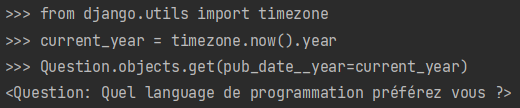 >>> from django.utils import timezone
>>> current_year = timezone.now().year
>>> Question.objects.get(pub_date__year=current_year)
<Question: Quel language de programmation préférez vous ?>